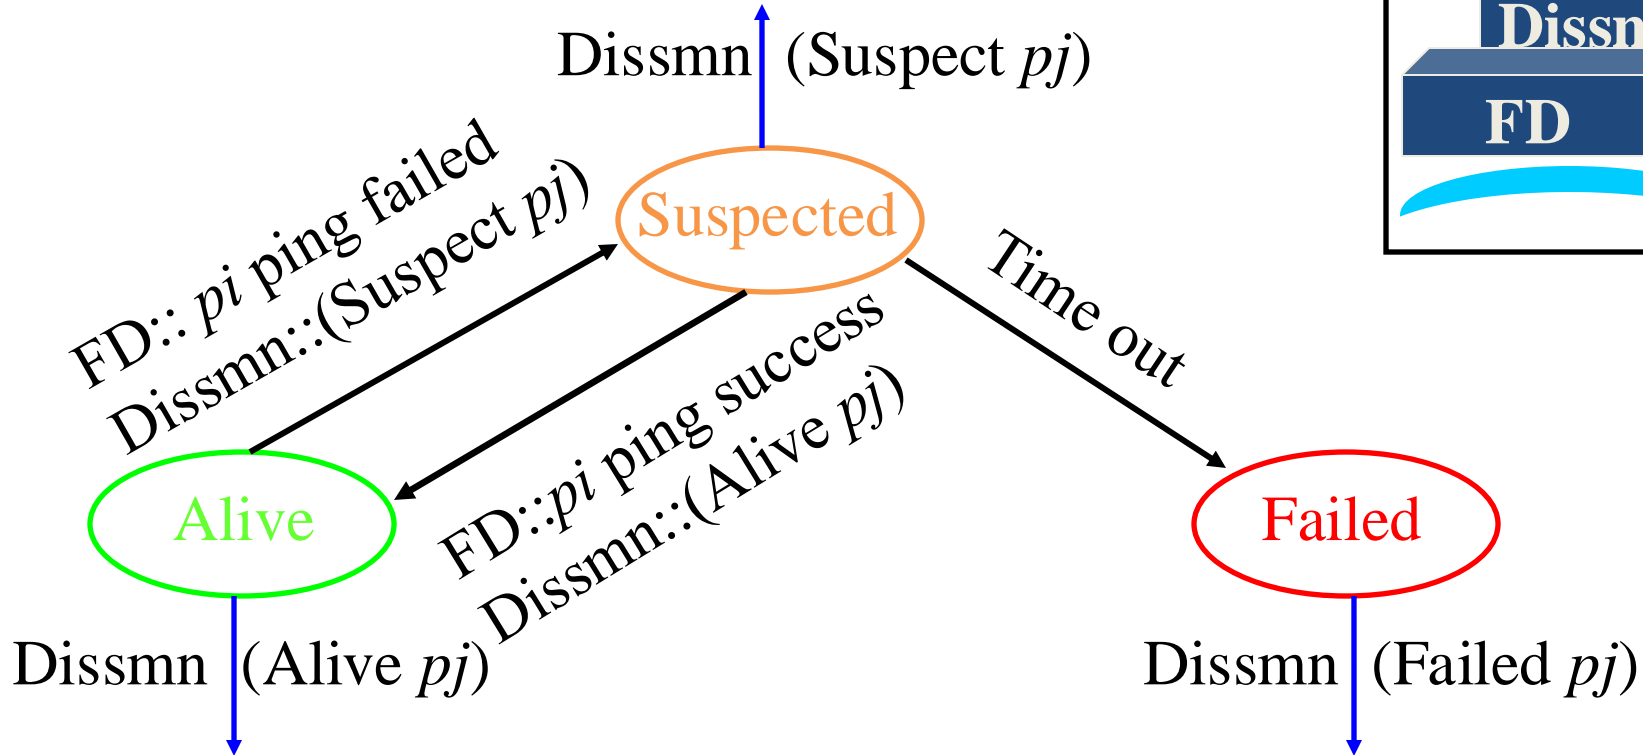 Dissmn (Suspect pj)
FD
FD:: pi ping failed
Dissmn::(Suspect pj)
Suspected
Time out
FD::pi ping success
Dissmn::(Alive pj)
Alive
Failed
Dissmn (Alive pj)
Dissmn (Failed pj)